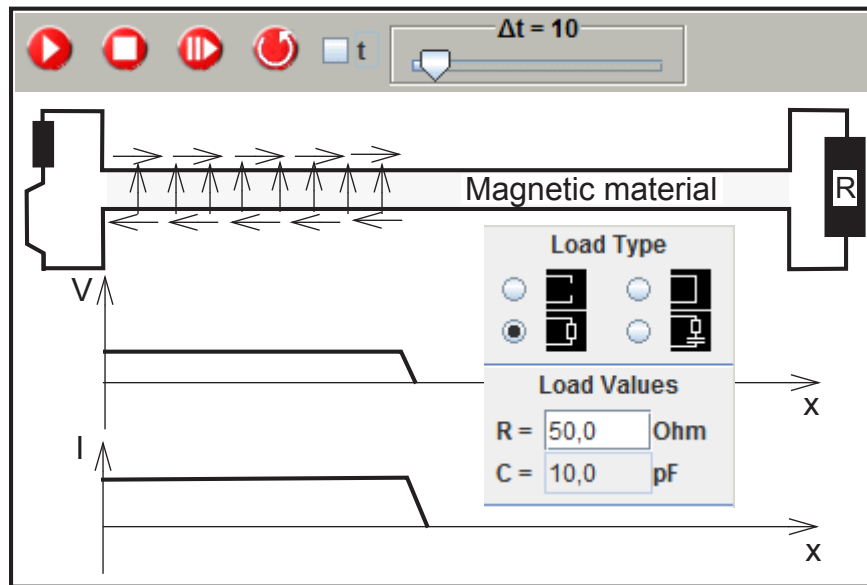 Δt = 10
t
Magnetic material
R
Load Type
V
Load Values
x
R = 50,0 Ohm
I
C = 10,0 pF
x